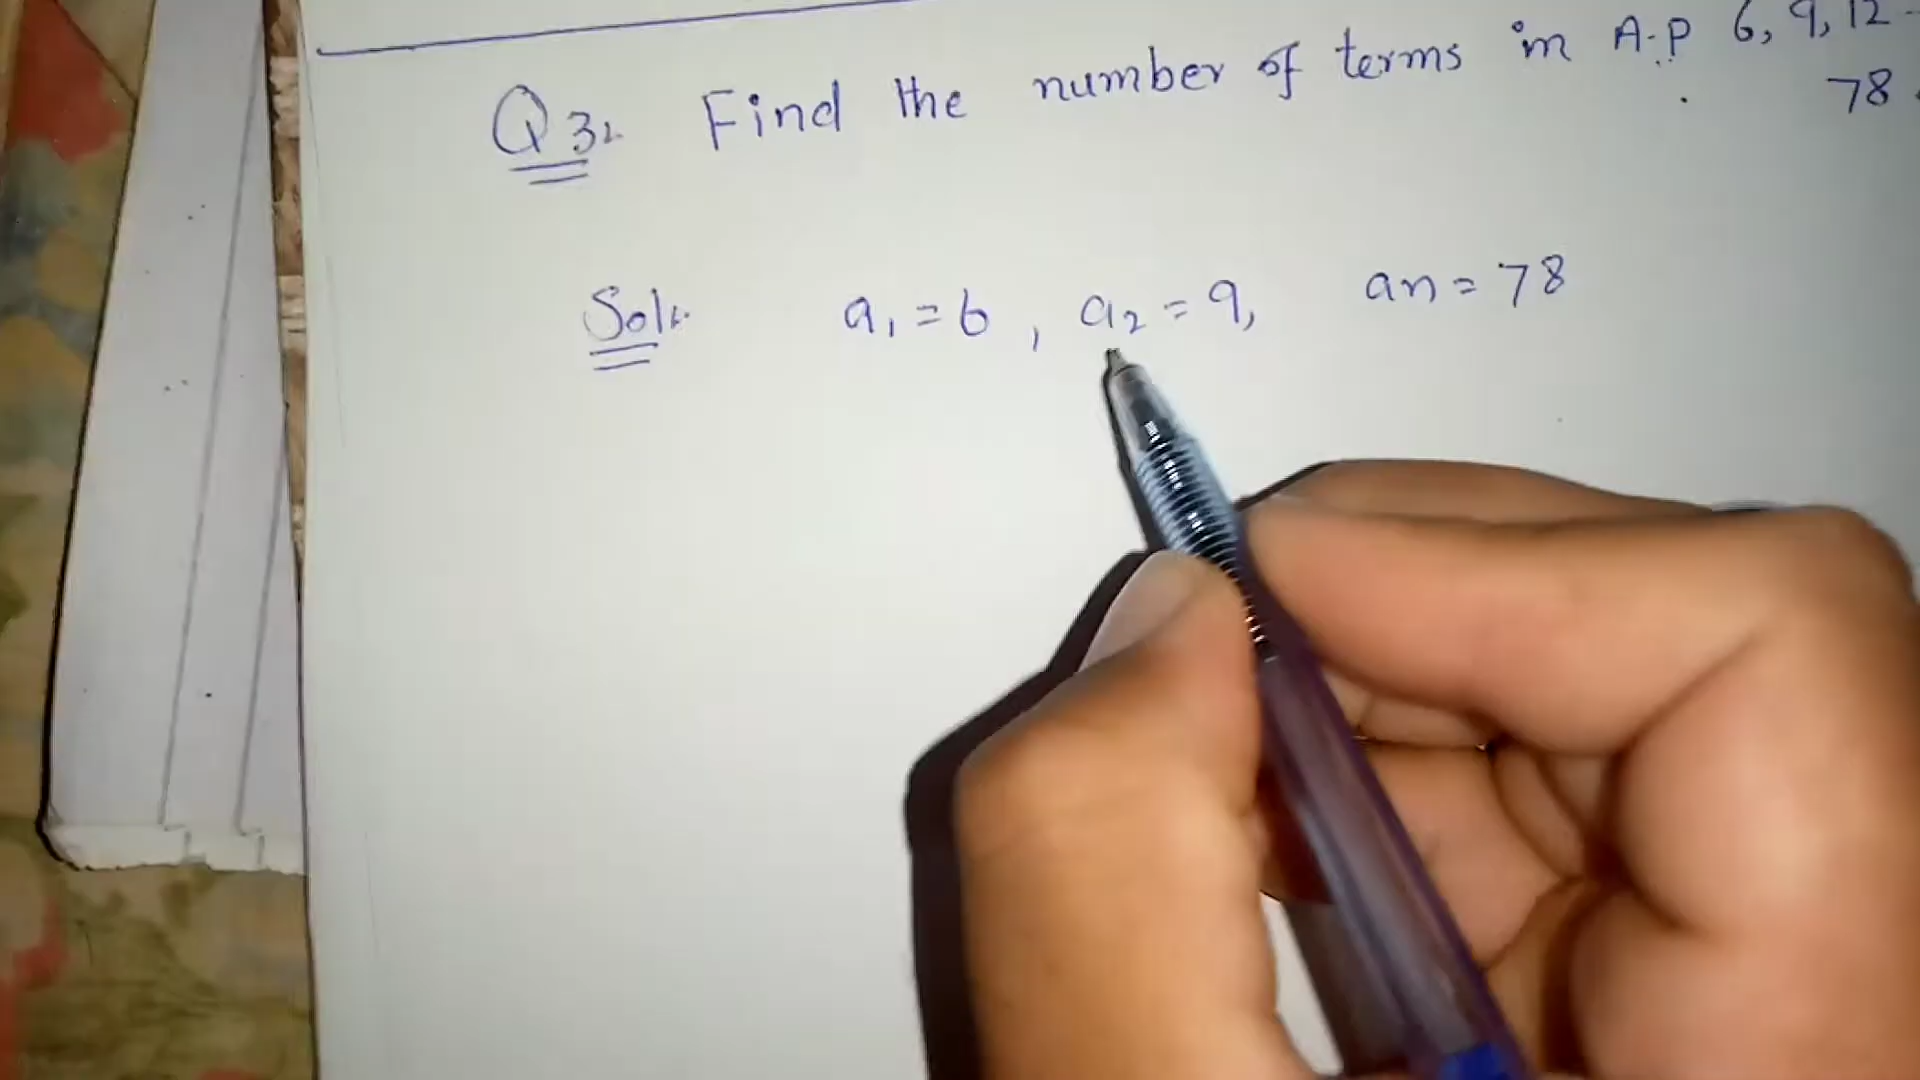 Q3. Find the number of terms in A.P 6, 9, 12 -
78.
Sol. a₁ = 6 , a₂ = 9, an = 78